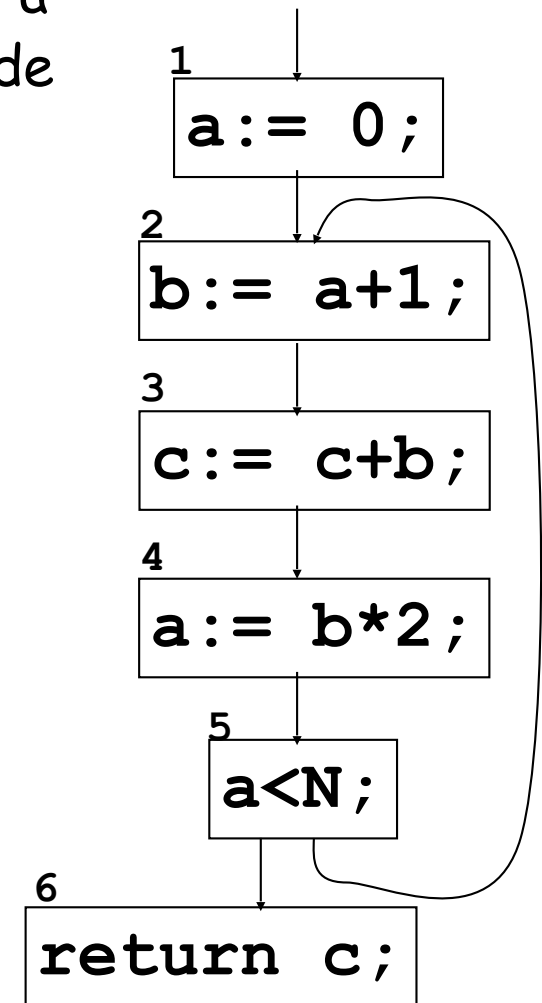 de
1
a:= 0;
2
b:= a+1;
3
c:= c+b;
4
a:= b*2;
5
a<N;
6
return c;